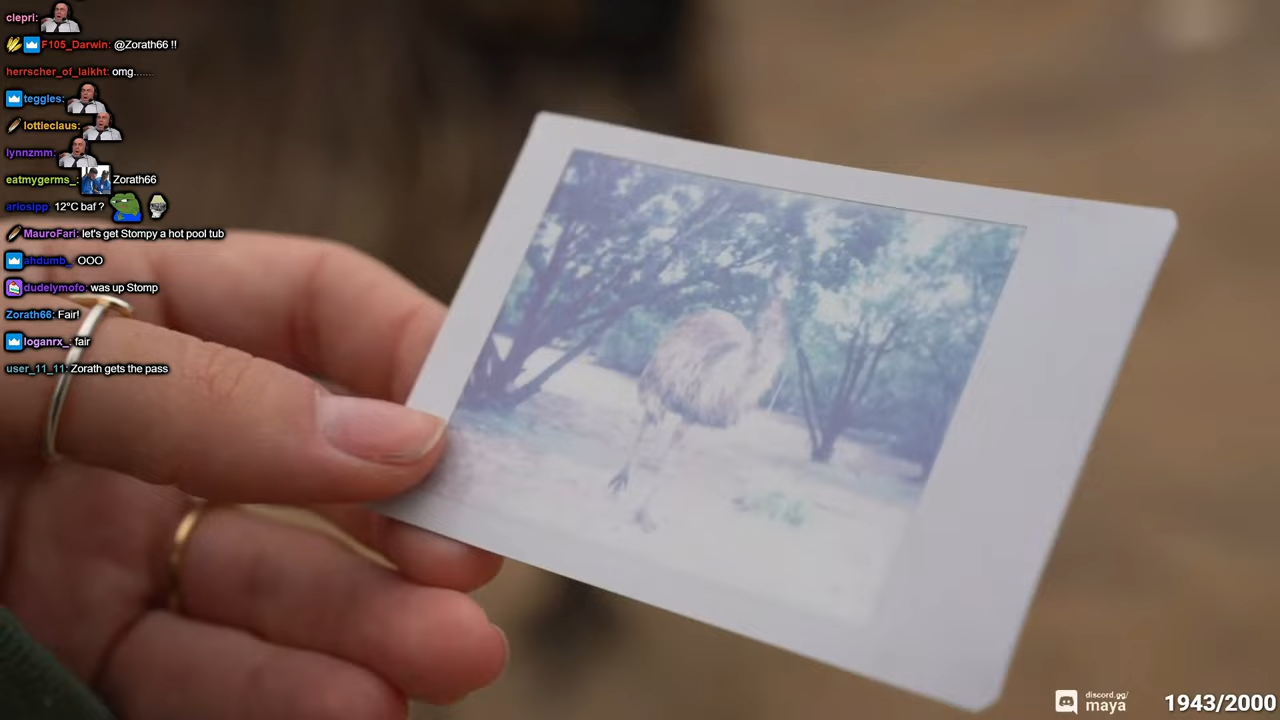 clepri:
F105_Darwin: @Zorath66 !!
herrscher_of_laikht: omg.......
teggles:
lottieclaus:
lynnzmm:
eatmygerms_: Zorath66
ariosipp: 12°C baf ?
MauroFari: let's get Stompy a hot pool tub
ahdumb_: OOO
dudelymofo: was up Stomp
Zorath66: Fair!
loganrx_: fair
user_11_11: Zorath gets the pass
discord.gg/
maya
1943/2000